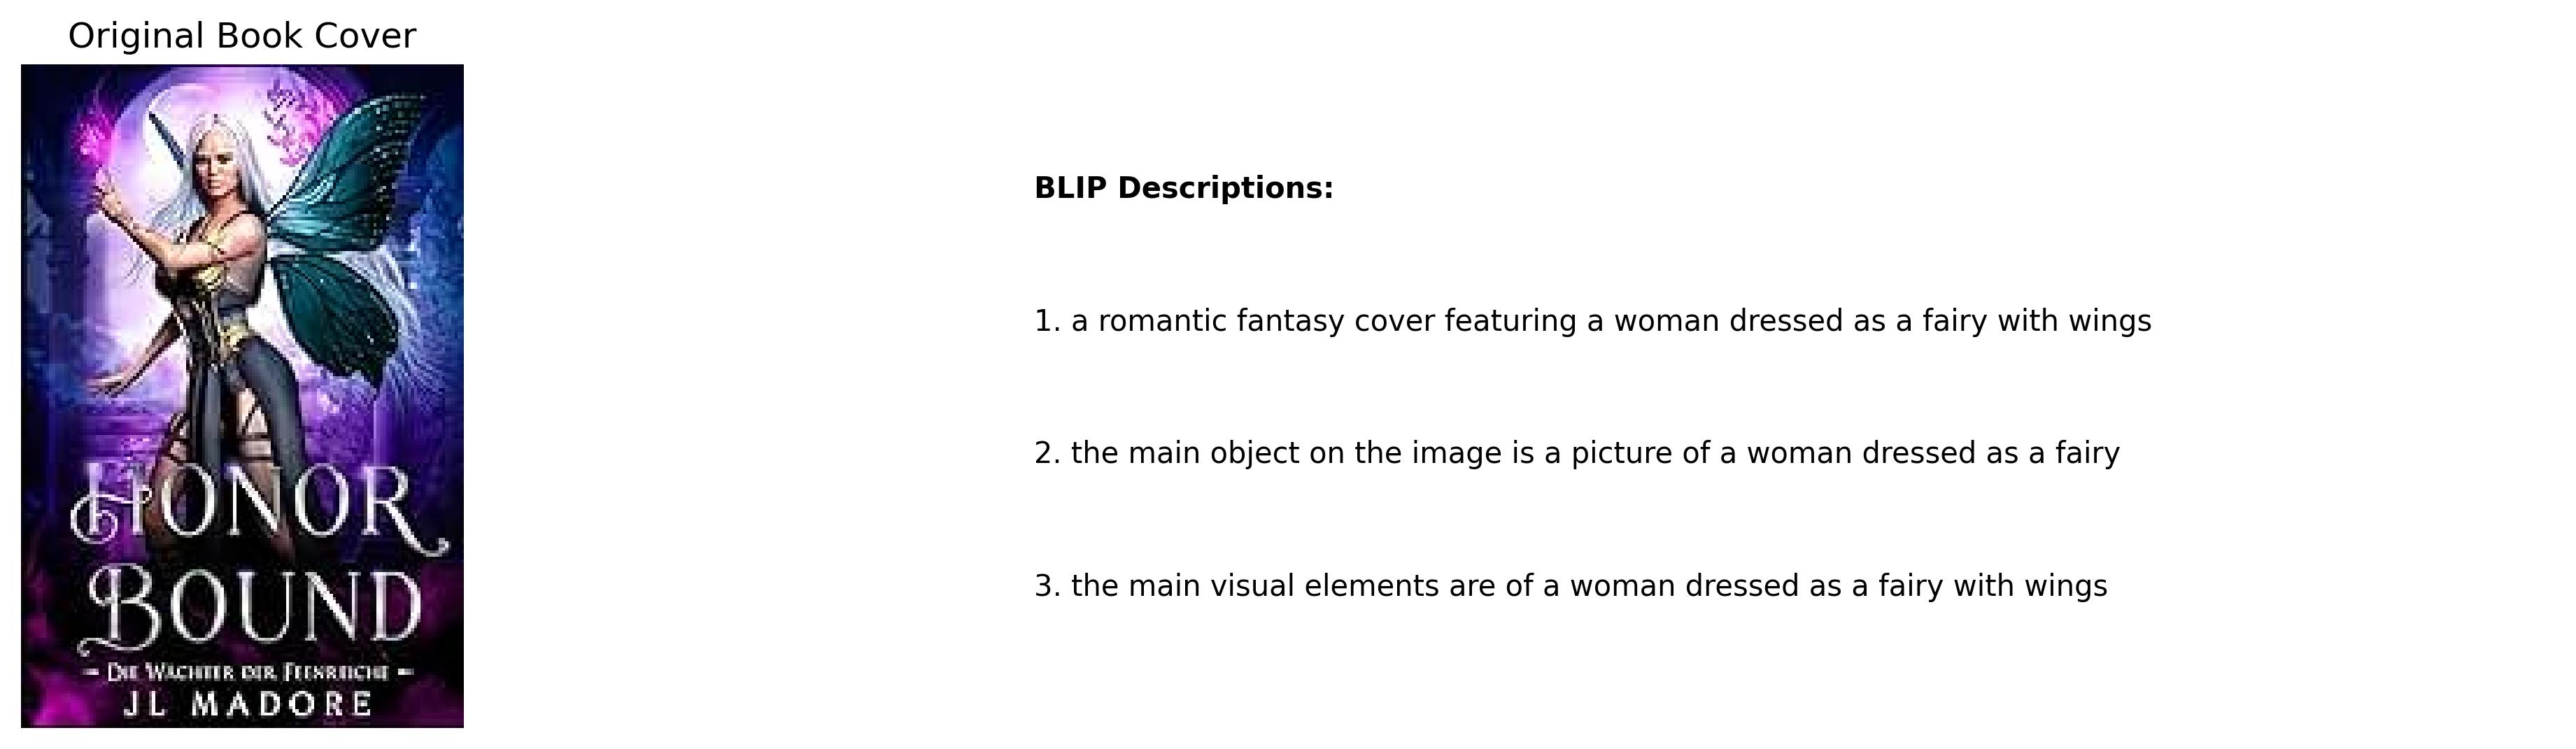 Original Book Cover
HONOR
BOUND
- DIE WÄCHTER DER FEENREICHE -
JL MADORE
BLIP Descriptions:
1. a romantic fantasy cover featuring a woman dressed as a fairy with wings
2. the main object on the image is a picture of a woman dressed as a fairy
3. the main visual elements are of a woman dressed as a fairy with wings